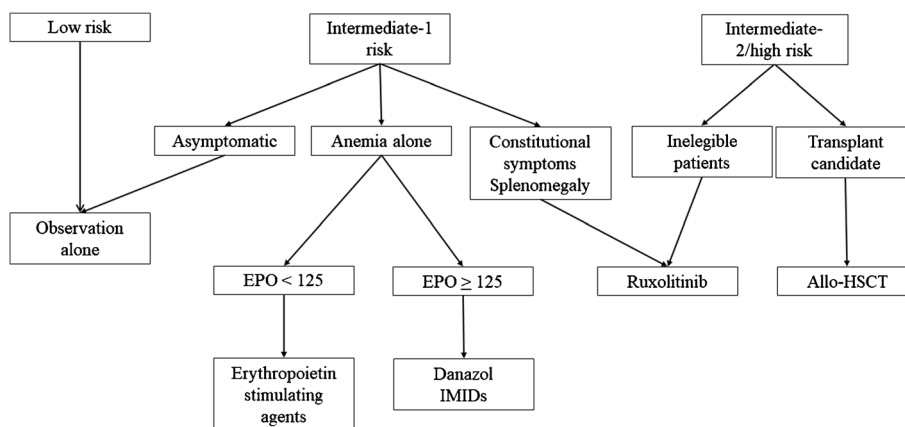 Low risk
Intermediate-1
risk
Intermediate-
2/high risk
Asymptomatic
Anemia alone
Constitutional
symptoms
Splenomegaly
Inelegible
patients
Transplant
candidate
Observation
alone
EPO < 125
EPO ≥ 125
Ruxolitinib
Allo-HSCT
Erythropoietin
stimulating
agents
Danazol
IMIDs